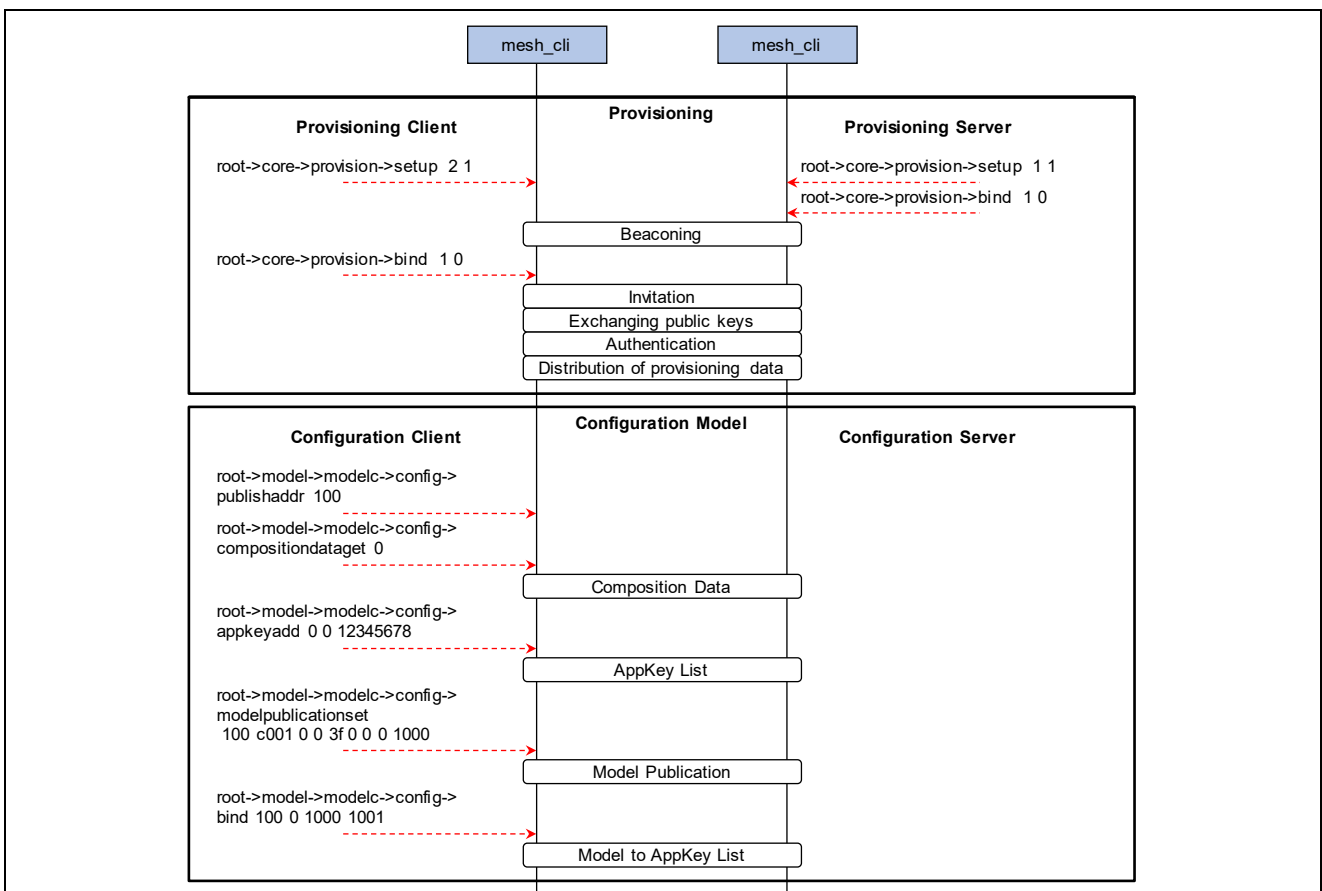 mesh_cli
mesh_cli
Provisioning
Provisioning Client
Provisioning Server
root->core->provision->setup 2 1
root->core->provision->setup 1 1
root->core->provision->bind 1 0
Beaconing
root->core->provision->bind 1 0
Invitation
Exchanging public keys
Authentication
Distribution of provisioning data
Configuration Model
Configuration Client
Configuration Server
root->model->modelc->config->
publishaddr 100
root->model->modelc->config->
compositiondataget 0
Composition Data
root->model->modelc->config->
appkeyadd 0 0 12345678
AppKey List
root->model->modelc->config->
modelpublicationset
100 c001 0 0 3f 0 0 0 1000
Model Publication
root->model->modelc->config->
bind 100 0 1000 1001
Model to AppKey List